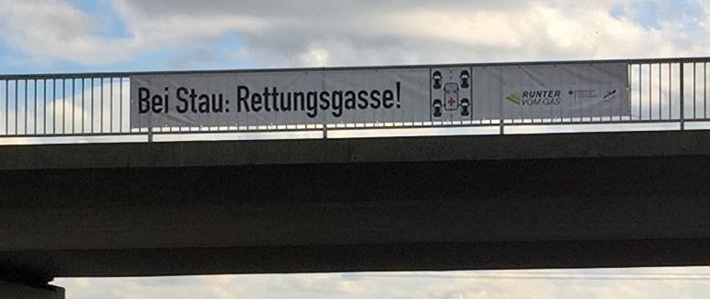 Bei Stau: Rettungsgasse!
RUNTER
VOM GAS